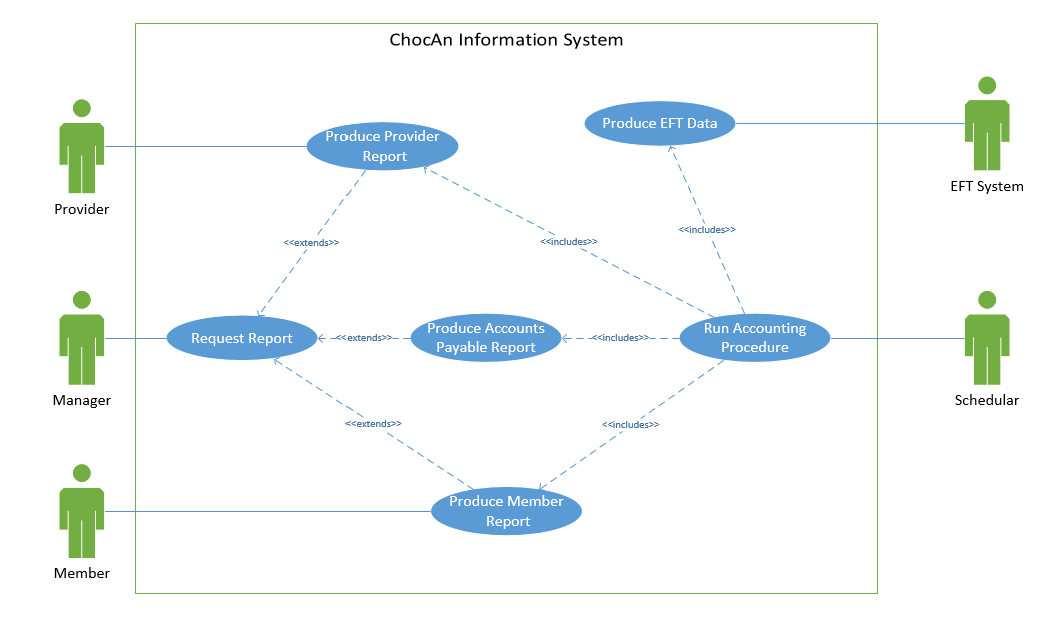 ChocAn Information System
Produce EFT Data
Produce Provider
Report
EFT System
Provider
<<includes>>
<<extends>>
<<includes>>
Request Report
<<extends>>
Produce Accounts
Payable Report
<<includes>>
Run Accounting
Procedure
Manager
Schedular
<<extends>>
<<includes>>
Produce Member
Report
Member